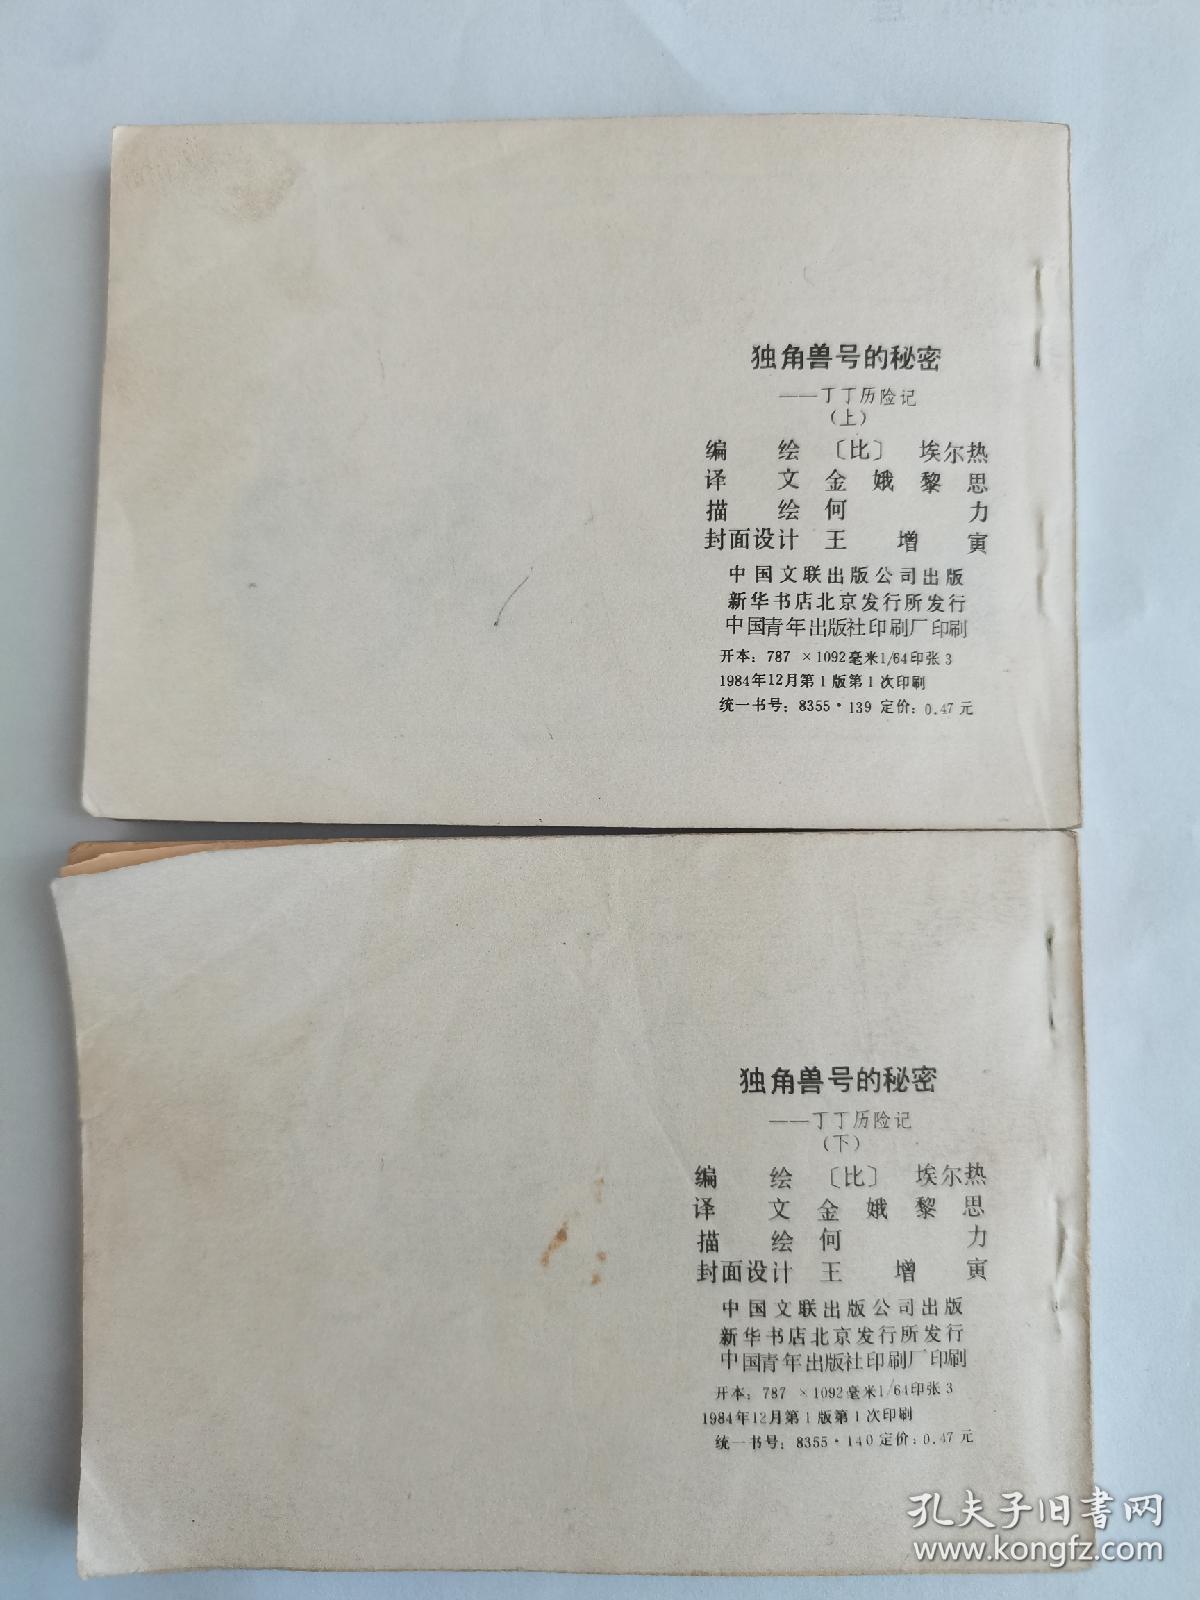 独角兽号的秘密
——丁丁历险记
（上）
编 绘 〔比〕 埃尔热
译 文 金 娥 黎 思
描 绘 何 力
封面设计 王 增 寅
中国文联出版公司出版
新华书店北京发行所发行
中国青年出版社印刷厂印刷
开本：787 ×1092毫米1/64印张 3
1984年12月第1版第1次印刷
统一书号：8355·139 定价：0.47元
独角兽号的秘密
——丁丁历险记
（下）
编 绘 〔比〕 埃尔热
译 文 金 娥 黎 思
描 绘 何 力
封面设计 王 增 寅
中国文联出版公司出版
新华书店北京发行所发行
中国青年出版社印刷厂印刷
开本：787 ×1092毫米1/64印张 3
1984年12月第1版第1次印刷
统一书号：8355·140定价：0.47元
孔夫子旧書网
www.kongfz.com